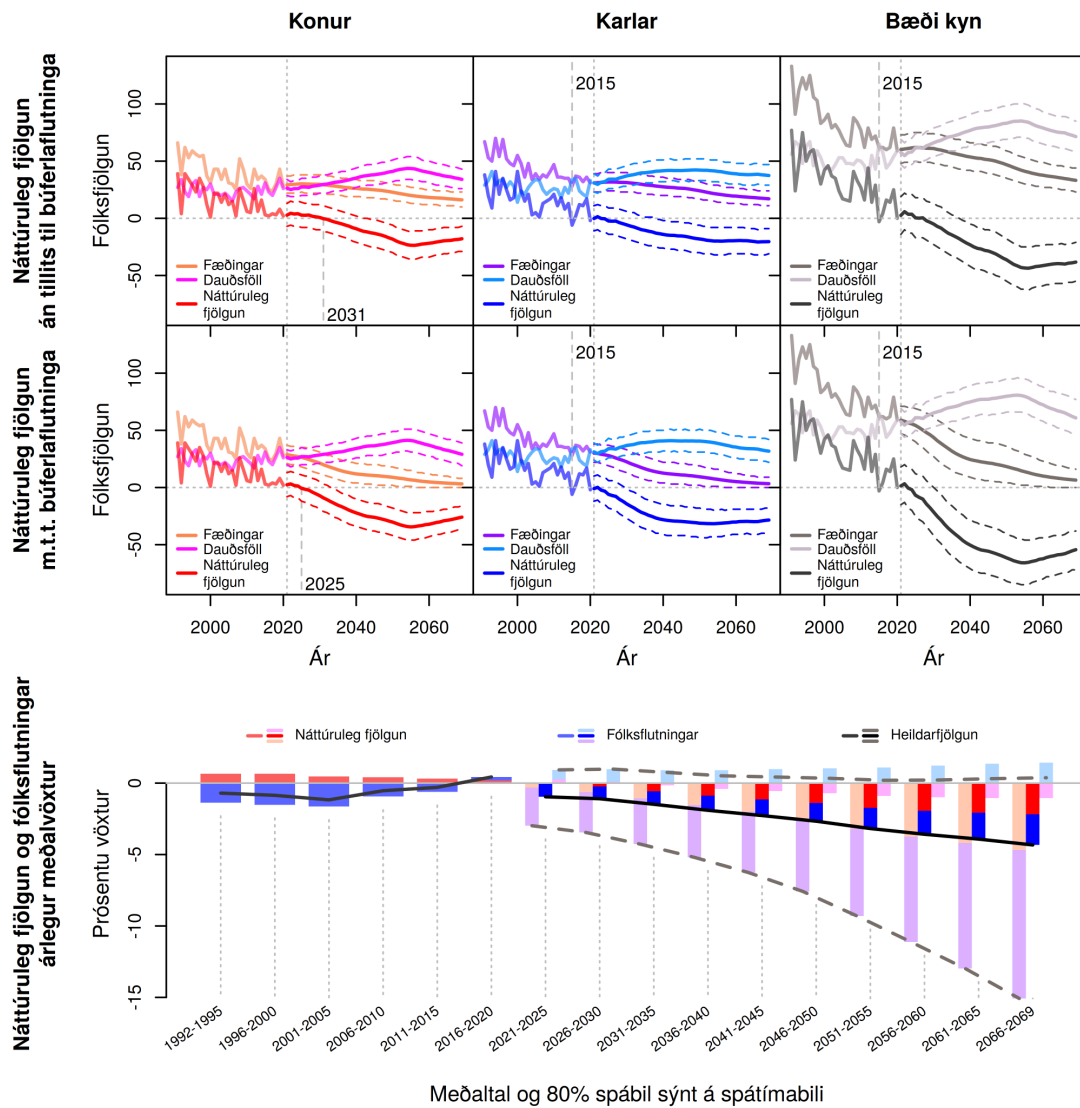 Konur Karlar Bæði kyn
Náttúruleg fjölgun
án tillits til búferlaflutninga
Fólksfjölgun
100
50
0
-50
Fæðingar
Dauðsföll
Náttúruleg
fjölgun
2031
2015
Fæðingar
Dauðsföll
Náttúruleg
fjölgun
2015
Fæðingar
Dauðsföll
Náttúruleg
fjölgun
Náttúruleg fjölgun
m.t.t. búferlaflutninga
Fólksfjölgun
100
50
0
-50
Fæðingar
Dauðsföll
Náttúruleg
fjölgun
2025
2015
Fæðingar
Dauðsföll
Náttúruleg
fjölgun
2015
Fæðingar
Dauðsföll
Náttúruleg
fjölgun
2000 2020 2040 2060 2000 2020 2040 2060 2000 2020 2040 2060
Ár Ár Ár
Náttúruleg fjölgun og fólksflutningar
árlegur meðalvöxtur
Prósentu vöxtur
Náttúruleg fjölgun Fólksflutningar Heildarfjölgun
0
-5
-10
-15
1992-1995 1996-2000 2001-2005 2006-2010 2011-2015 2016-2020 2021-2025 2026-2030 2031-2035 2036-2040 2041-2045 2046-2050 2051-2055 2056-2060 2061-2065 2066-2069
Meðaltal og 80% spábil sýnt á spátímabili